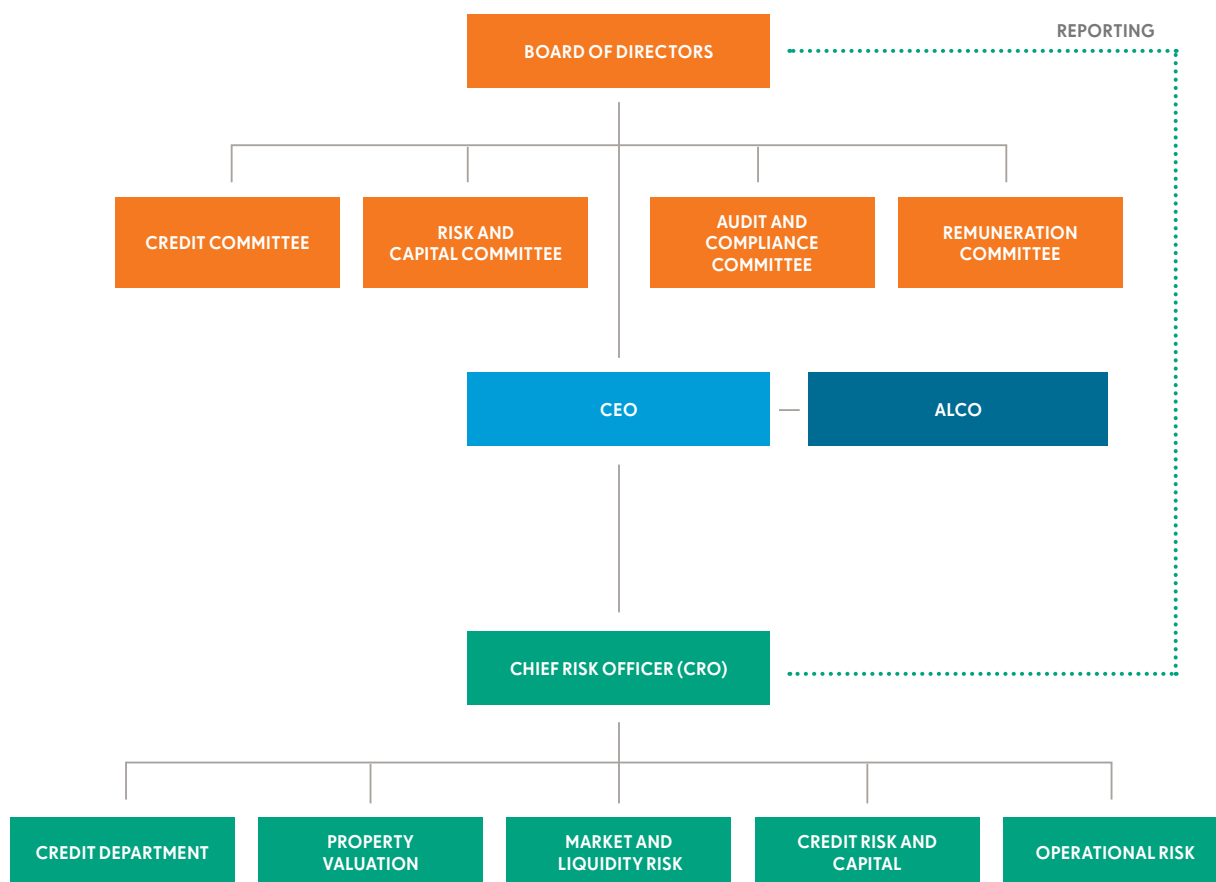 REPORTING
BOARD OF DIRECTORS
CREDIT COMMITTEE
RISK AND
CAPITAL COMMITTEE
AUDIT AND
COMPLIANCE
COMMITTEE
REMUNERATION
COMMITTEE
CEO
ALCO
CHIEF RISK OFFICER (CRO)
CREDIT DEPARTMENT
PROPERTY
VALUATION
MARKET AND
LIQUIDITY RISK
CREDIT RISK AND
CAPITAL
OPERATIONAL RISK